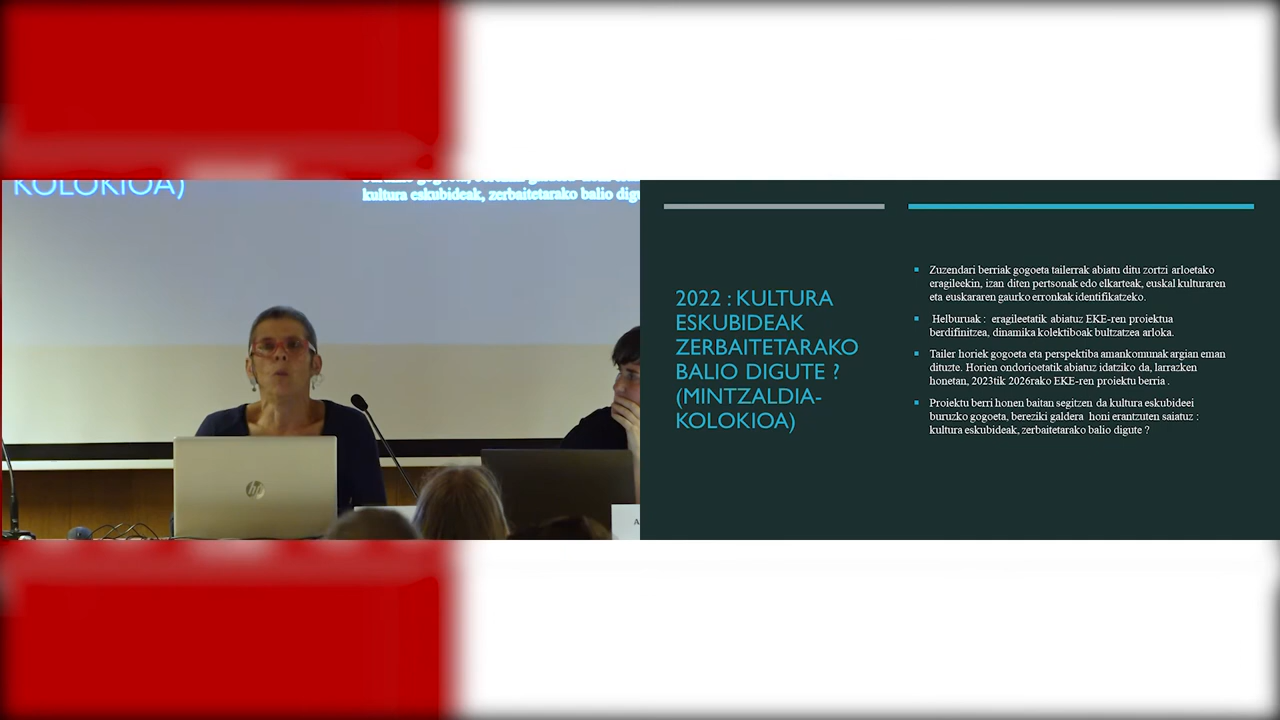 KOLOKIOA)
kultura eskubideak, zerbaitetarako balio digu
hp
A
2022 : KULTURA
ESKUBIDEAK
ZERBAITETARAKO
BALIO DIGUTE ?
(MINTZALDIA-
KOLOKIOA)
Zuzendari berriak gogoeta tailerrak abiatu ditu zortzi arloetako
eragileekin, izan diten pertsonak edo elkarteak, euskal kulturaren
eta euskararen gaurko erronkak identifikatzeko.
Helburuak : eragileetatik abiatuz EKE-ren proiektua
berdifinitzea, dinamika kolektiboak bultzatzea arloka.
Tailer horiek gogoeta eta perspektiba amankomunak argian eman
dituzte. Horien ondorioetatik abiatuz idatziko da, larrazken
honetan, 2023tik 2026rako EKE-ren proiektu berria .
Proiektu berri honen baitan segitzen da kultura eskubideei
buruzko gogoeta, bereziki galdera honi erantzuten saiatuz :
kultura eskubideak, zerbaitetarako balio digute ?